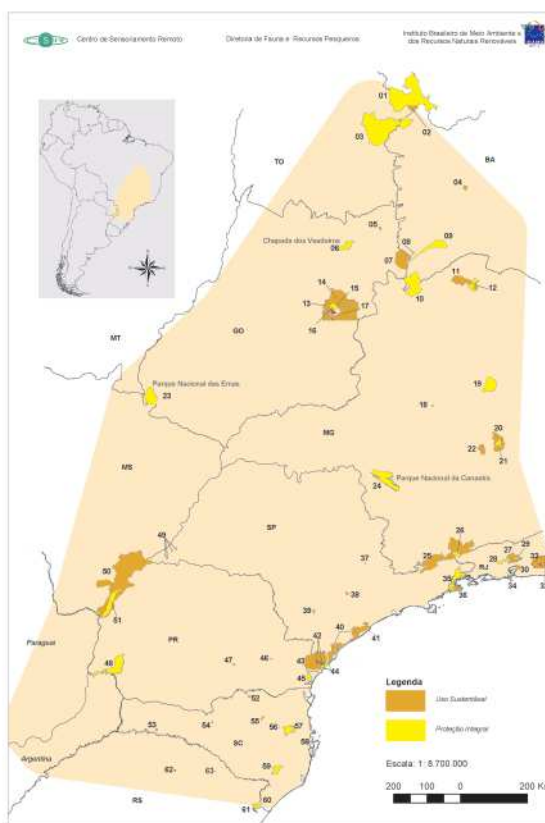 Centro de Sensoriamento Remoto
Diretoria de Fauna e Recursos Pesqueiros
Instituto Brasileiro de Meio Ambiente e
dos Recursos Naturais Renováveis
01
02
03
TO
BA
04
05
Chapada dos Veadeiros
06
07
08
09
10
11
12
13
14
15
16
17
GO
MT
Parque Nacional das Emas
23
18
19
20
21
22
MG
MS
Parque Nacional da Canastra
24
SP
49
50
51
25
26
27
28
29
30
RJ
33
34
35
36
37
38
39
40
41
42
43
44
45
Paraguai
PR
46
47
48
52
53
54
55
56
57
58
SC
59
60
61
62
63
Argentina
RS
Legenda
Uso Sustentável
Proteção Integral
Escala: 1: 8.700.000
200 100 0 200 Km